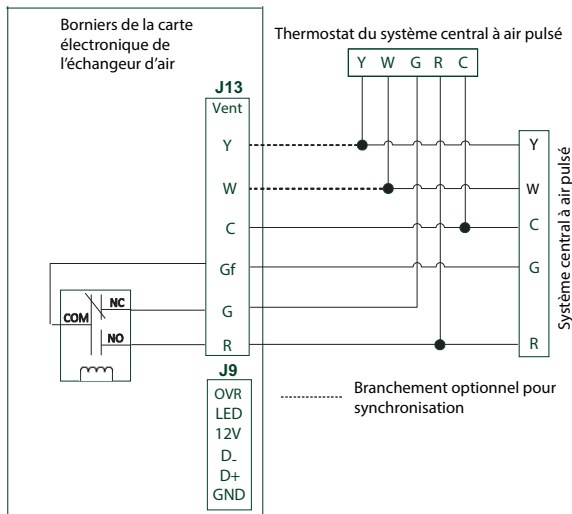 Borniers de la carte
électronique de
l'échangeur d'air
Thermostat du système central à air pulsé
Y W G R C
J13
Vent
Y
W
C
Gf
G
R
Y
W
C
G
R
Système central à air pulsé
NC
COM
NO
J9
OVR
LED
12V
D-
D+
GND
Branchement optionnel pour
synchronisation